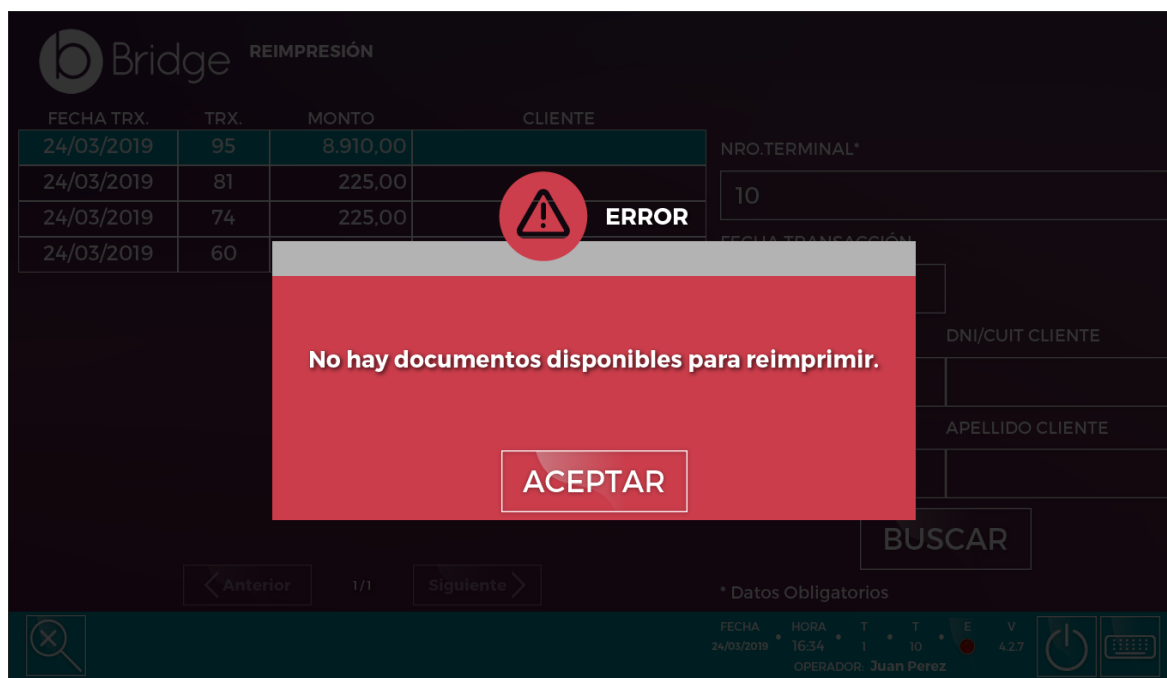 Bridge REIMPRESIÓN
FECHA TRX. TRX. MONTO CLIENTE
24/03/2019 95 8.910,00
24/03/2019 81 225,00
24/03/2019 74 225,00
24/03/2019 60
NRO.TERMINAL*
10
FECHA TRANSACCIÓN
ERROR
No hay documentos disponibles para reimprimir.
ACEPTAR
DNI/CUIT CLIENTE
APELLIDO CLIENTE
BUSCAR
* Datos Obligatorios
Anterior 1/1 Siguiente
FECHA HORA T T E V
24/03/2019 16:34 1 10 4.2.7
OPERADOR: Juan Perez